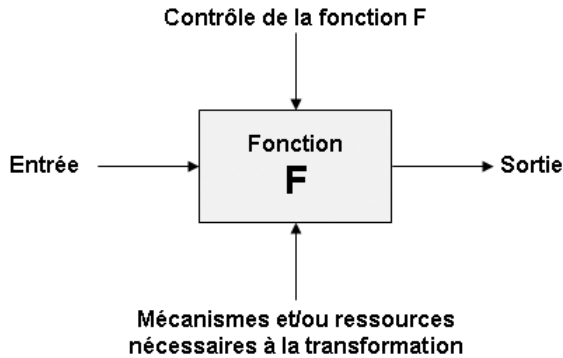 Contrôle de la fonction F
Fonction
F
Entrée
Sortie
Mécanismes et/ou ressources
nécessaires à la transformation